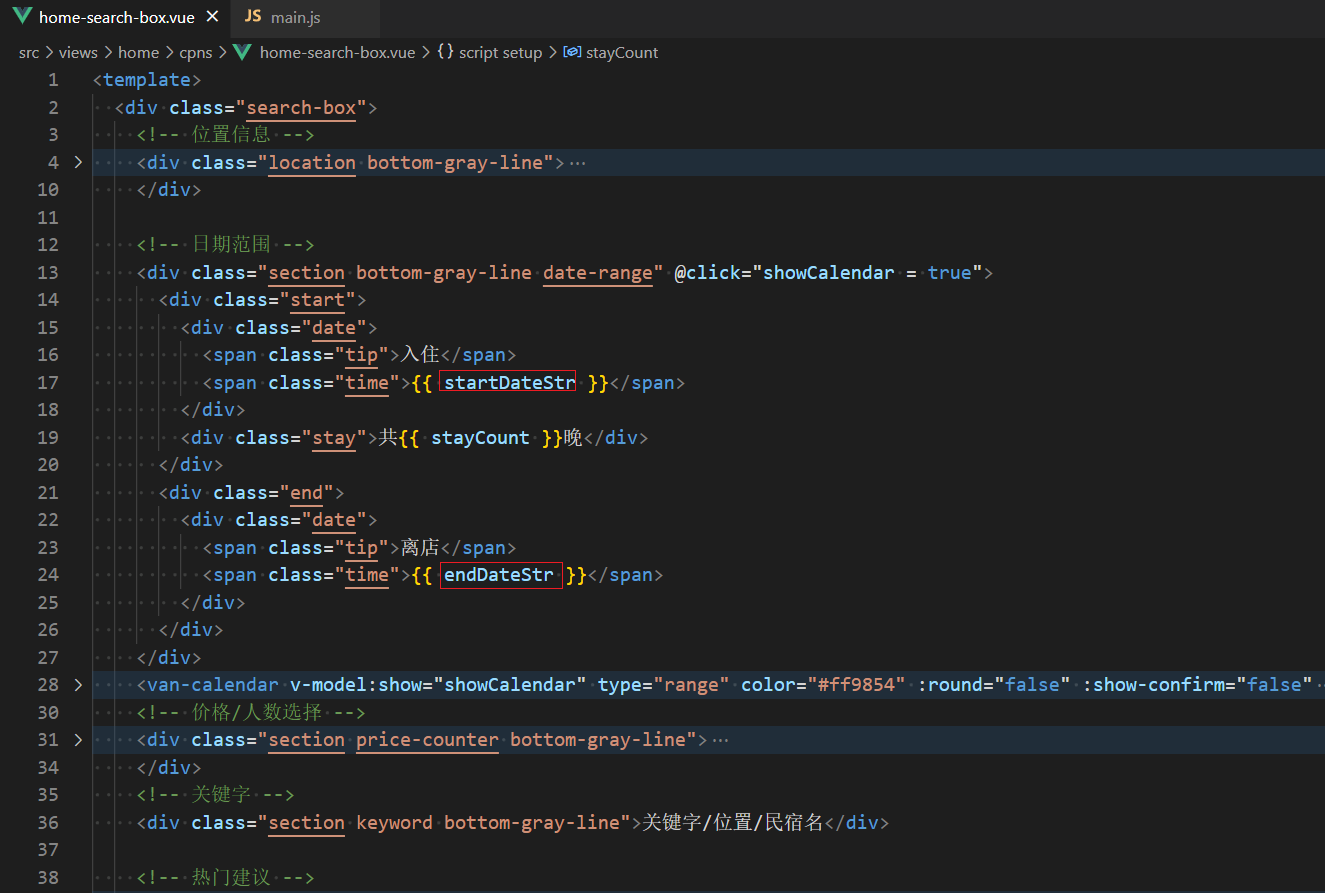 home-search-box.vue × JS main.js
src > views > home > cpns > home-search-box.vue > {} script setup > stayCount
1 <template>
2 <div class="search-box">
3 <!-- 位置信息 -->
4 > <div class="location bottom-gray-line">…
10 </div>
11
12 <!-- 日期范围 -->
13 <div class="section bottom-gray-line date-range" @click="showCalendar = true">
14 <div class="start">
15 <div class="date">
16 <span class="tip">入住</span>
17 <span class="time">{{ startDateStr }}</span>
18 </div>
19 <div class="stay">共{{ stayCount }}晚</div>
20 </div>
21 <div class="end">
22 <div class="date">
23 <span class="tip">离店</span>
24 <span class="time">{{ endDateStr }}</span>
25 </div>
26 </div>
27 </div>
28 > <van-calendar v-model:show="showCalendar" type="range" color="#ff9854" :round="false" :show-confirm="false"
30 <!-- 价格/人数选择 -->
31 > <div class="section price-counter bottom-gray-line">…
34 </div>
35 <!-- 关键字 -->
36 <div class="section keyword bottom-gray-line">关键字/位置/民宿名</div>
37
38 <!-- 热门建议 -->